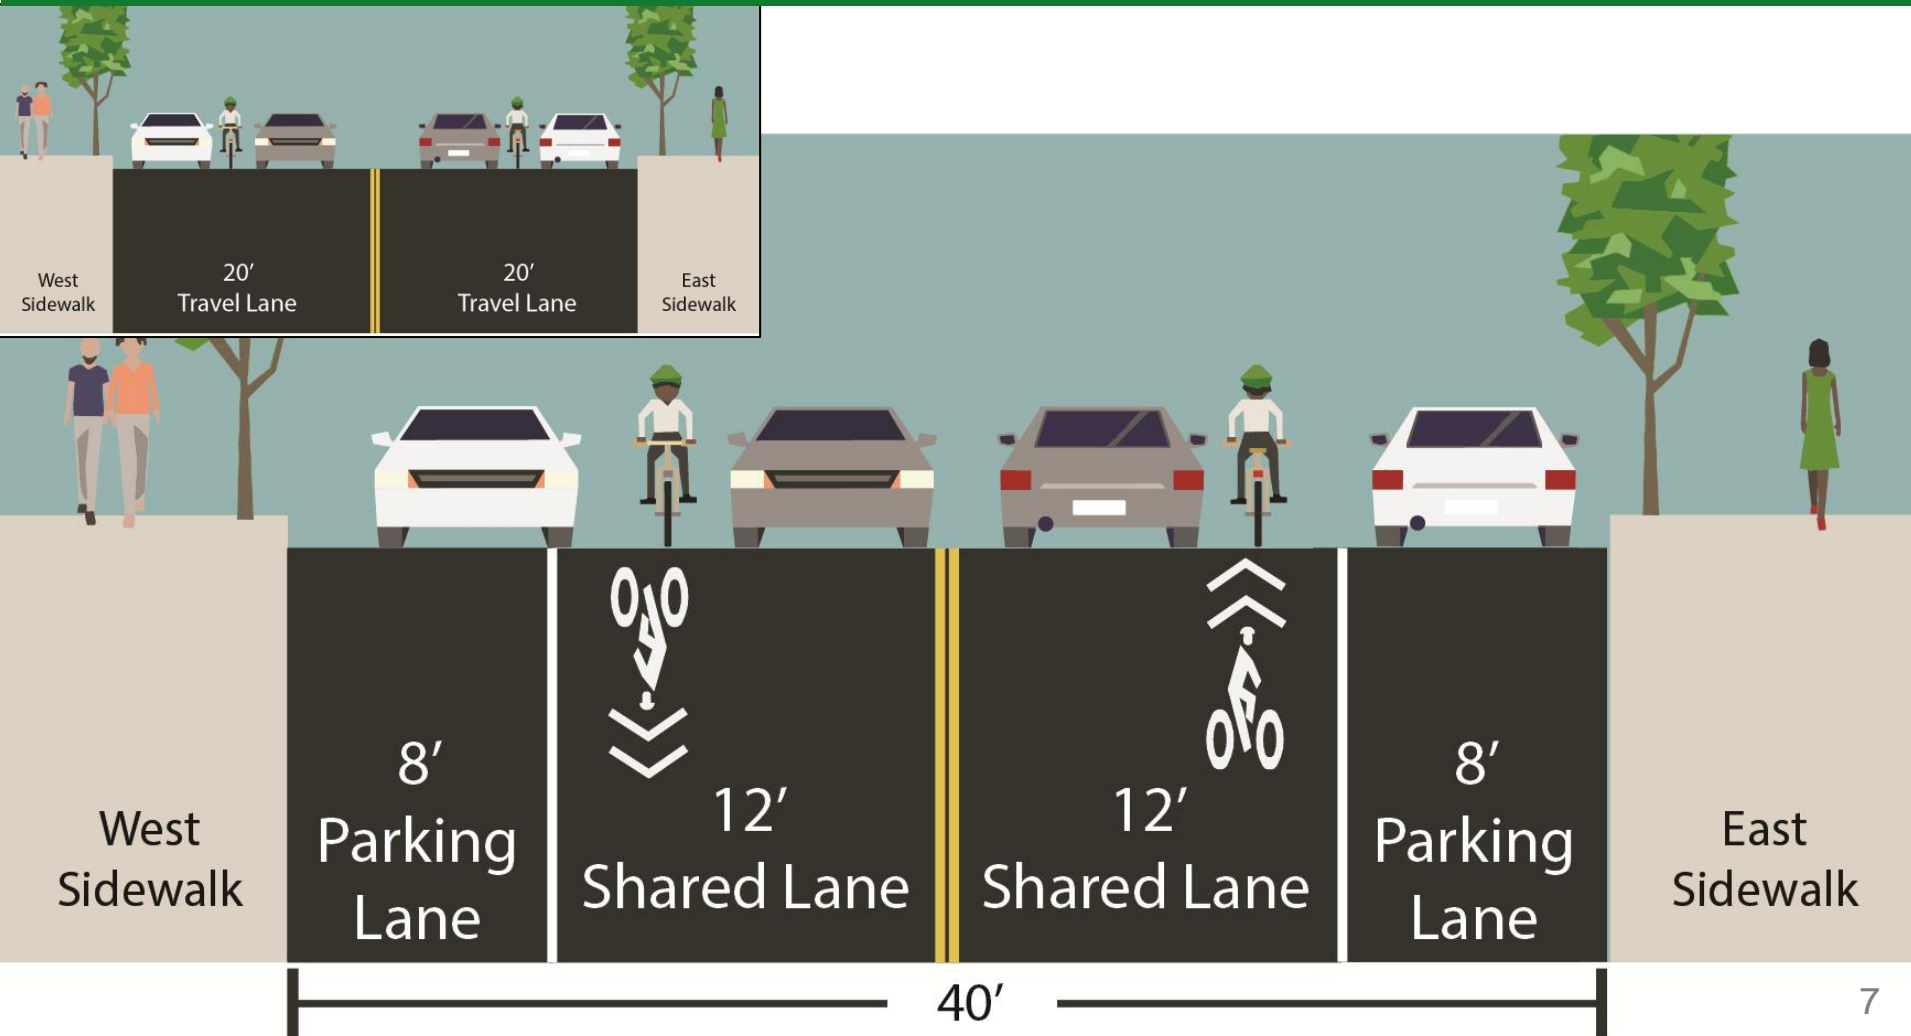 West
Sidewalk
20′
Travel Lane
20′
Travel Lane
East
Sidewalk
West
Sidewalk
8′
Parking
Lane
12′
Shared Lane
12′
Shared Lane
8′
Parking
Lane
East
Sidewalk
40′
7